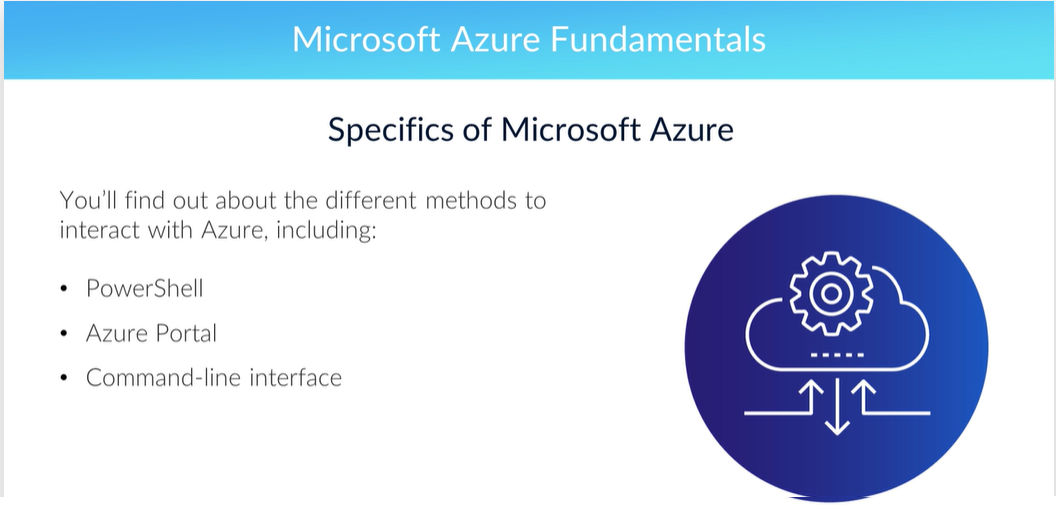 Microsoft Azure Fundamentals
Specifics of Microsoft Azure
You’ll find out about the different methods to
interact with Azure, including:
• PowerShell
• Azure Portal
• Command-line interface